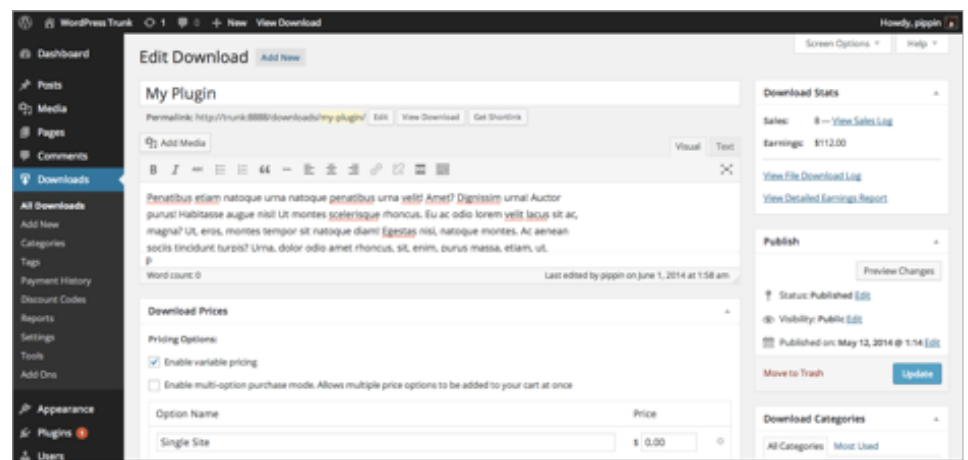 WordPress Trunk 1 0 + New View Download Howdy, pippin
Dashboard
Posts
Media
Pages
Comments
Downloads
All Downloads
Add New
Categories
Tags
Payment History
Discount Codes
Reports
Settings
Tools
Add Ons
Appearance
Plugins 1
Users
Screen Options Help
Edit Download Add New
My Plugin
Permalink: http://trunk:8888/downloads/my-plugin/ Edit View Download Get Shortlink
Add Media
Visual Text
B I ABC
Penatibus etiam natoque urna natoque penatibus urna velit! Amet? Dignissim urna! Auctor
purus! Habitasse augue nisi! Ut montes scelerisque rhoncus. Eu ac odio lorem velit lacus sit ac,
magna? Ut, eros, montes tempor sit natoque diam! Egestas nisi, natoque montes. Ac aenean
sociis tincidunt turpis? Urna, dolor odio amet rhoncus, sit, enim, purus massa, etiam, ut.
p
Word count: 0 Last edited by pippin on June 1, 2014 at 1:58 am
Download Prices
Pricing Options:
Enable variable pricing
Enable multi-option purchase mode. Allows multiple price options to be added to your cart at once
Option Name Price
Single Site $ 0.00
Download Stats
Sales: 8 — View Sales Log
Earnings: $112.00
View File Download Log
View Detailed Earnings Report
Publish
Preview Changes
Status: Published Edit
Visibility: Public Edit
Published on: May 12, 2014 @ 1:14 Edit
Move to Trash Update
Download Categories
All Categories Most Used